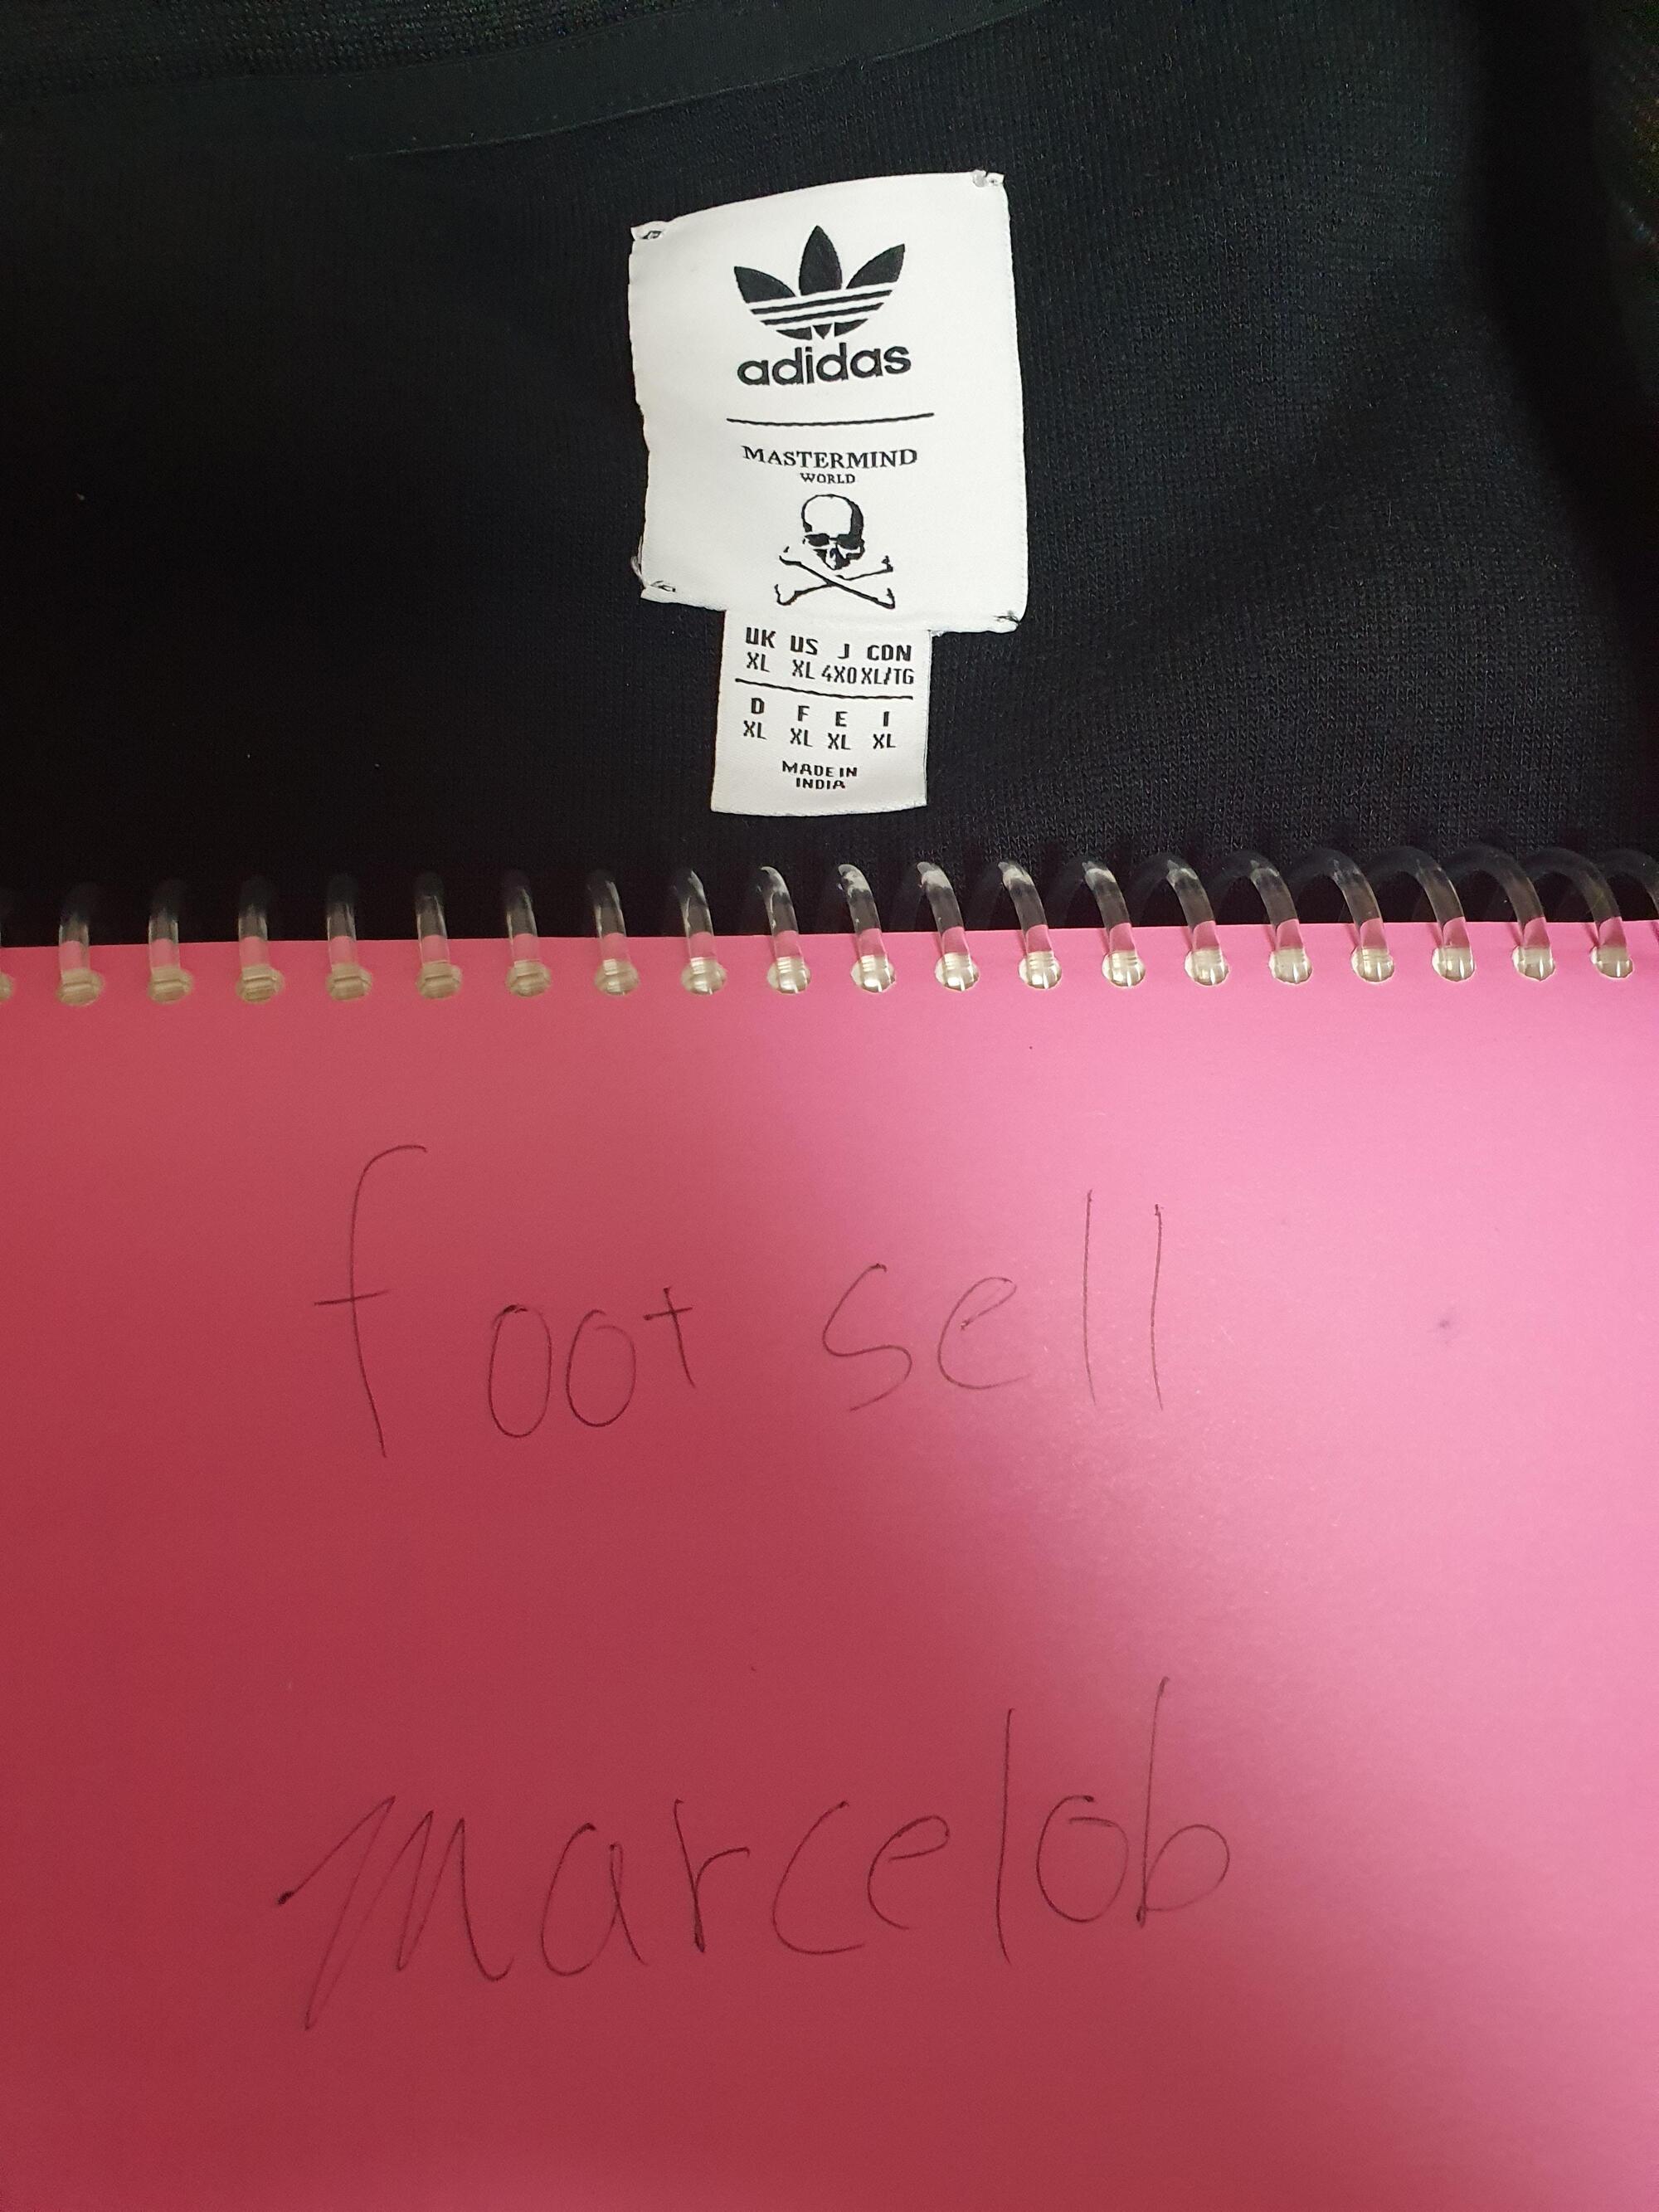 adidas
MASTERMIND
WORLD
UK US J CDN
XL XL 4XO XL/TG
D F E I
XL XL XL XL
MADE IN
INDIA
foot sell
marcelob